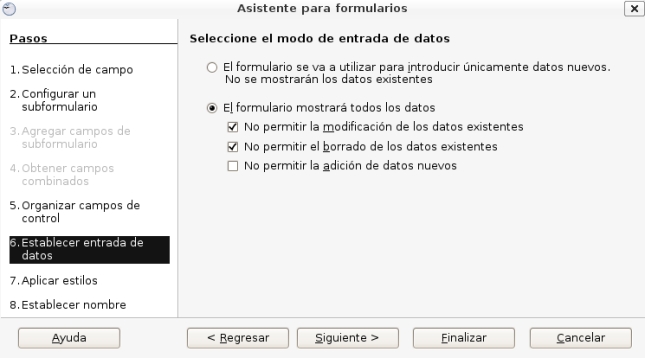 Asistente para formularios
Pasos
1. Selección de campo
2. Configurar un
subformulario
3. Agregar campos de
subformulario
4. Obtener campos
combinados
5. Organizar campos de
control
6. Establecer entrada de
datos
7. Aplicar estilos
8. Establecer nombre
Seleccione el modo de entrada de datos
El formulario se va a utilizar para introducir únicamente datos nuevos.
No se mostrarán los datos existentes
El formulario mostrará todos los datos
No permitir la modificación de los datos existentes
No permitir el borrado de los datos existentes
No permitir la adición de datos nuevos
Ayuda
< Regresar
Siguiente >
Finalizar
Cancelar